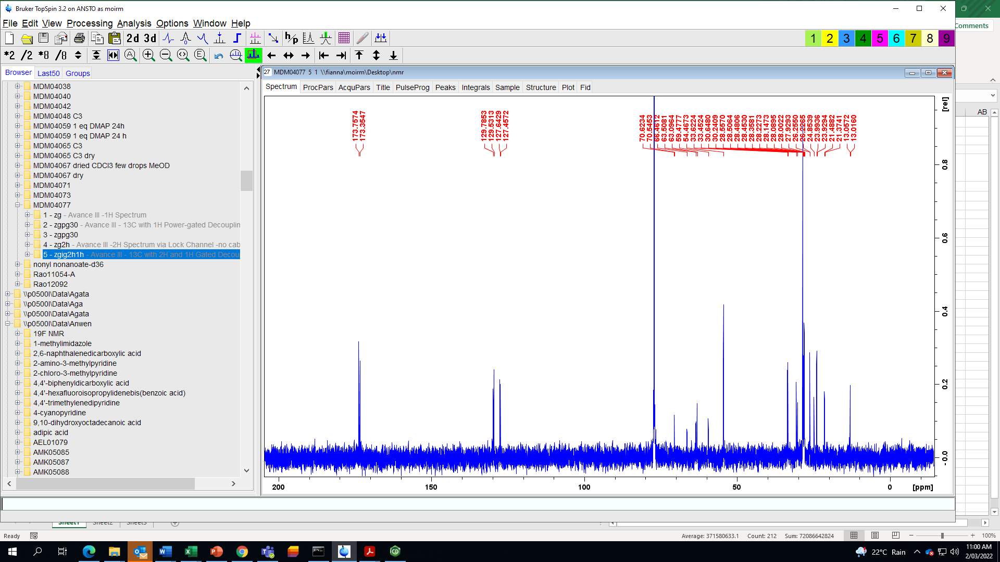 Bruker TopSpin 3.2 on ANSTO as moirm
File Edit View Processing Analysis Options Window Help
Comments
2d 3d
h/p
1 2 3 4 5 6 7 8 9
*2 /2 *8 /8
Browser Last50 Groups
27 MDM04077 5 1 \\fianna\moirm\Desktop\nmr
Spectrum ProcPars AcquPars Title PulseProg Peaks Integrals Sample Structure Plot Fid
MDM04038
MDM04040
MDM04042
MDM04048 C3
MDM04059 1 eq DMAP 24h
MDM04059 1 eq DMAP 24 h
MDM04065 C3
MDM04065 C3 dry
MDM04067 dried CDCl3 few drops MeOD
MDM04067 dry
MDM04071
MDM04073
MDM04077
1 - zg - Avance III -1H Spectrum
2 - zgpg30 - Avance III - 13C with 1H Power-gated Decouplin
3 - zgpg30
4 - zg2h - Avance III -2H Spectrum via Lock Channel -no cab
5 - zgig2h1h - Avance III - 13C with 2H and 1H Gated Decou
nonyl nonanoate-d36
Rao11054-A
Rao12092
\\p0500l\Data\Agata
\\p0500l\Data\Aga
\\p0500l\Data\Agata
\\p0500l\Data\Anwen
19F NMR
1-methylimidazole
2,6-naphthalenedicarboxylic acid
2-amino-3-methylpyridine
2-chloro-3-methylpyridine
4,4'-biphenyldicarboxylic acid
4,4'-hexafluoroisopropylidenebis(benzoic acid)
4,4'-trimethylenedipyridine
4-cyanopyridine
9,10-dihydroxyoctadecanoic acid
adipic acid
AEL01079
AMK05085
AMK05087
AMK05088
173.7574
173.3547
129.7853
129.5313
127.6429
127.4572
70.6234
70.5453
66.4612
63.5081
63.0964
59.4777
54.4673
33.6224
33.4534
30.6480
30.2409
28.5570
28.5064
28.4806
28.4530
28.3581
28.2273
28.1473
28.0895
28.0022
27.9293
26.2550
24.8539
23.9936
23.9294
21.4882
21.3741
13.0572
13.0160
[rel]
0.8
0.6
0.4
0.2
-0.0
200 150 100 50 0 [ppm]
AB
Sheet1 Sheet2 Sheet3
Ready
Average: 371580633.1 Count: 212 Sum: 72086642824
100%
22°C Rain
11:00 AM
2/03/2022